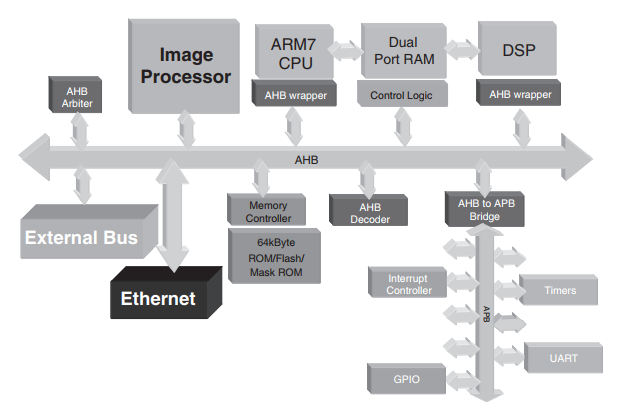 Image
Processor
ARM7
CPU
Dual
Port RAM
DSP
AHB
Arbiter
AHB wrapper
Control Logic
AHB wrapper
AHB
External Bus
Memory
Controller
64kByte
ROM/Flash/
Mask ROM
AHB
Decoder
AHB to APB
Bridge
Ethernet
Interrupt
Controller
APB
Timers
UART
GPIO